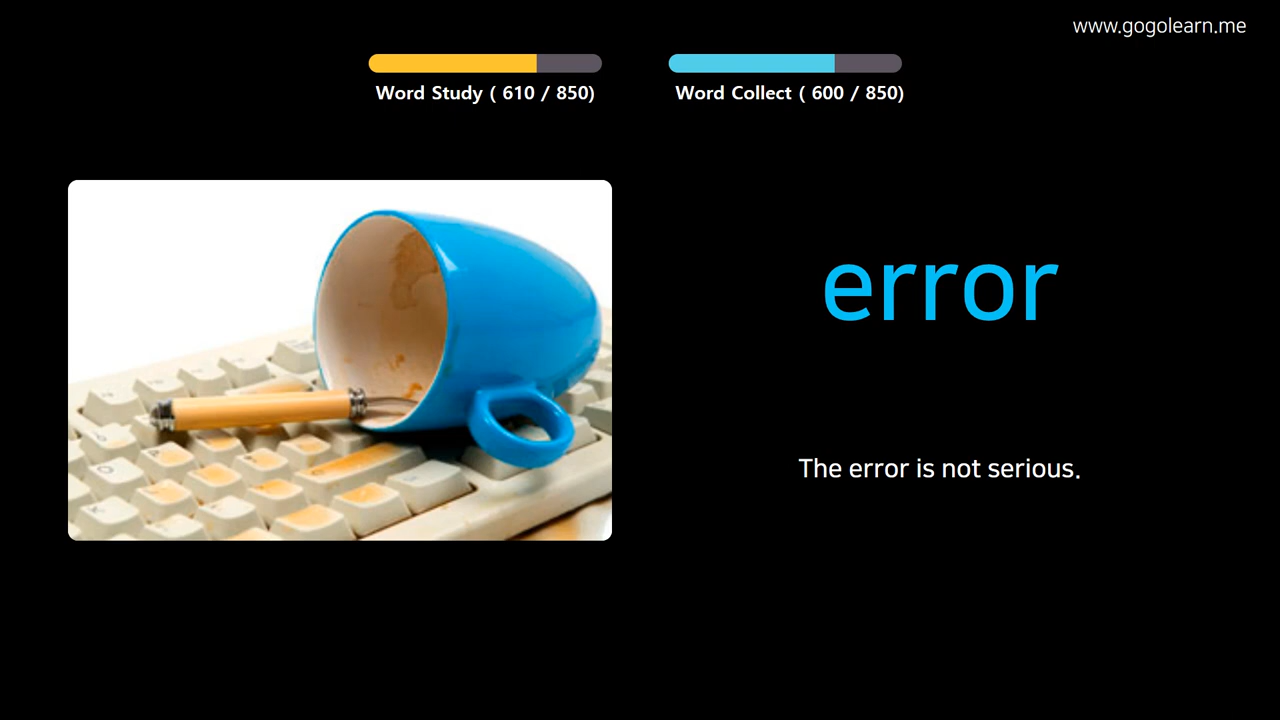 www.gogolearn.me
Word Study ( 610 / 850)
Word Collect ( 600 / 850)
error
The error is not serious.